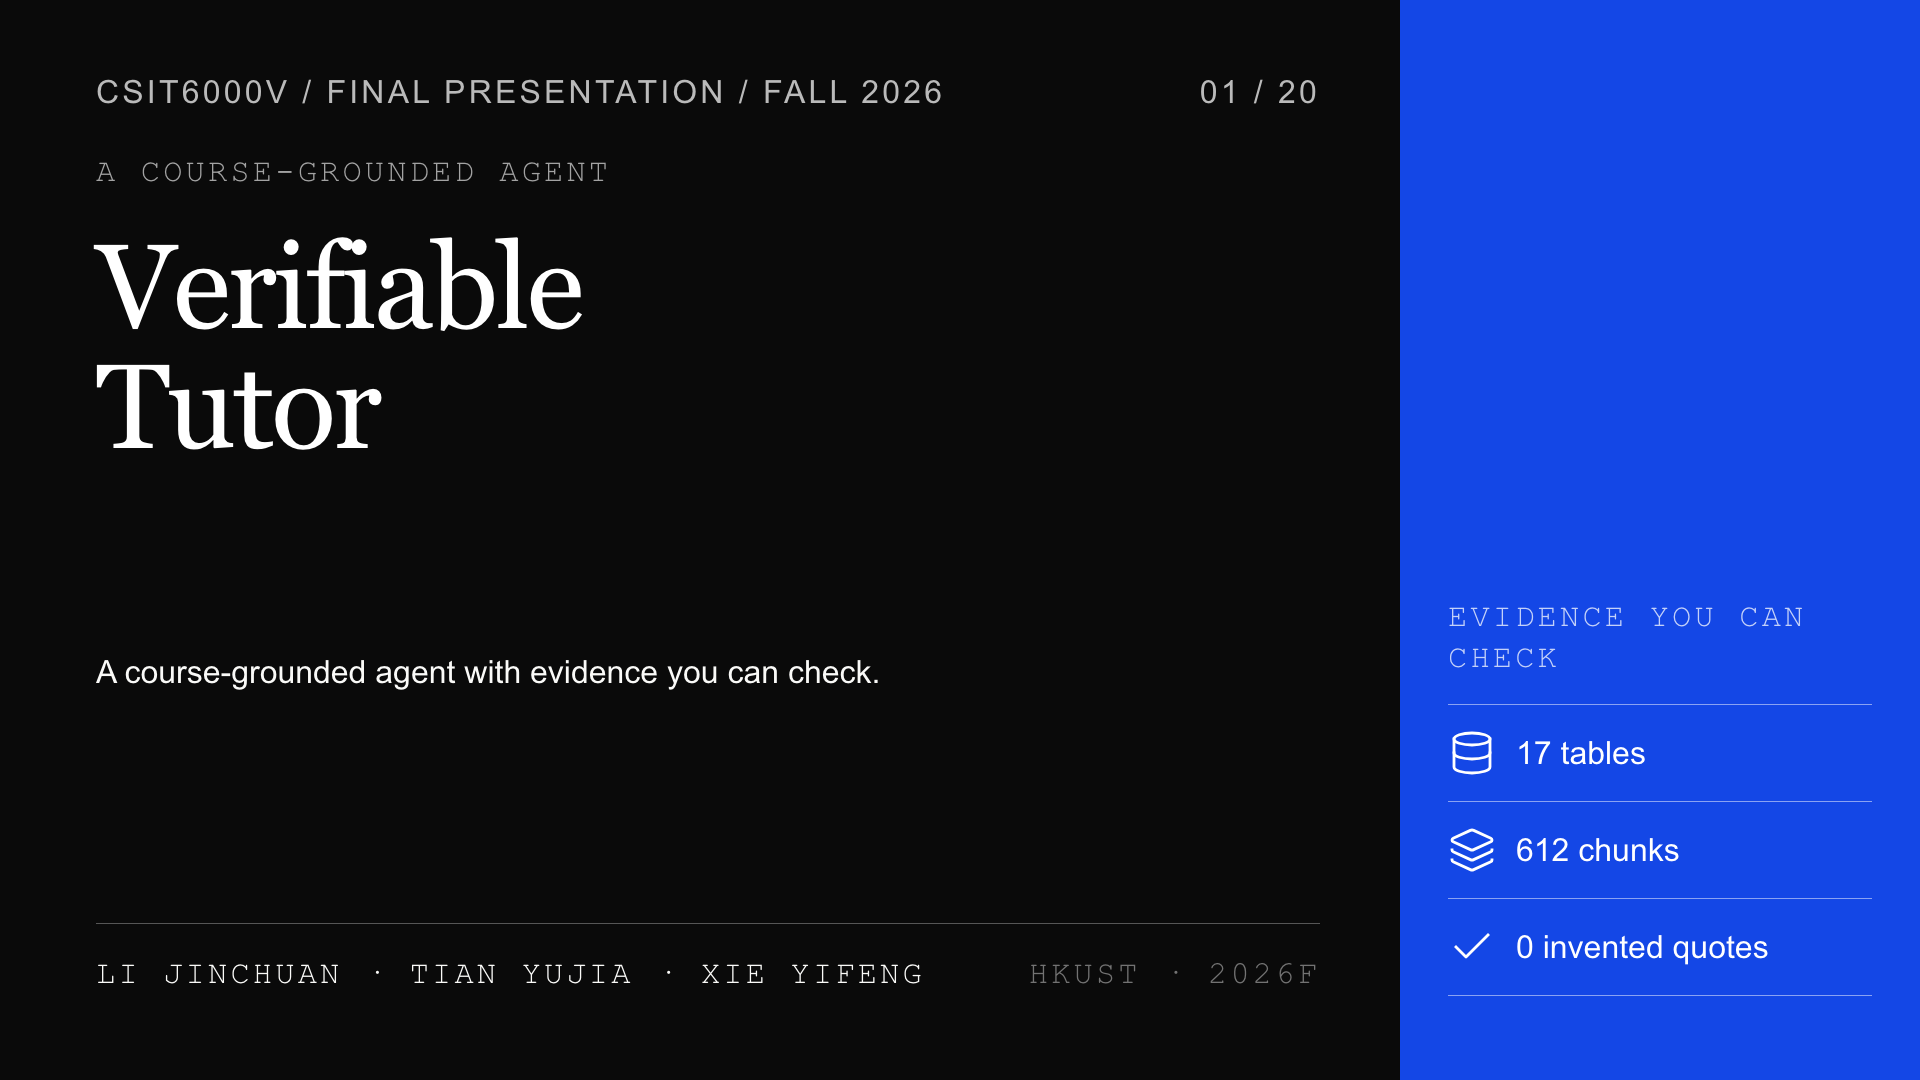 CSIT6000V / FINAL PRESENTATION / FALL 2026
01 / 20
A COURSE-GROUNDED AGENT
Verifiable
Tutor
A course-grounded agent with evidence you can check.
LI JINCHUAN · TIAN YUJIA · XIE YIFENG
HKUST · 2026F
EVIDENCE YOU CAN
CHECK
17 tables
612 chunks
0 invented quotes